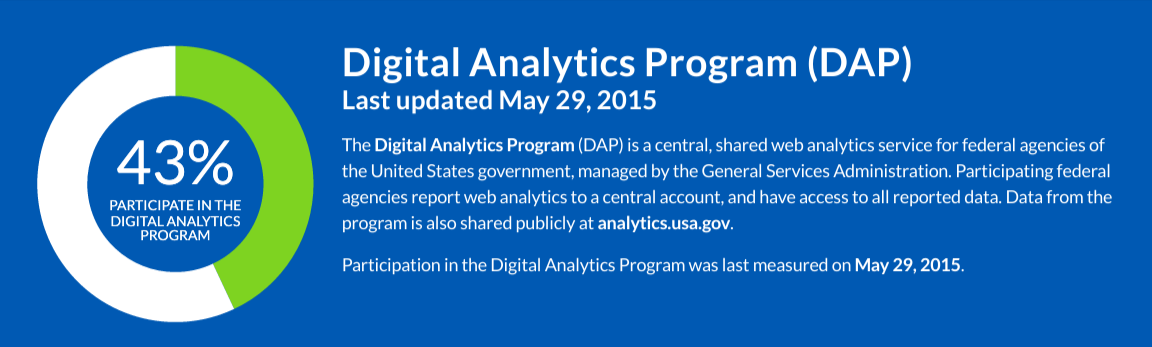 Digital Analytics Program (DAP)
Last updated May 29, 2015
43%
PARTICIPATE IN THE
DIGITAL ANALYTICS
PROGRAM
The Digital Analytics Program (DAP) is a central, shared web analytics service for federal agencies of
the United States government, managed by the General Services Administration. Participating federal
agencies report web analytics to a central account, and have access to all reported data. Data from the
program is also shared publicly at analytics.usa.gov.
Participation in the Digital Analytics Program was last measured on May 29, 2015.